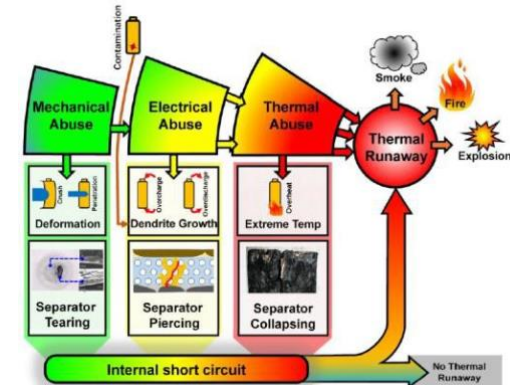 Contamination
Mechanical
Abuse
Electrical
Abuse
Thermal
Abuse
Thermal
Runaway
Smoke
Fire
Explosion
Crush
Penetration
Deformation
Overcharge
Overdischarge
Dendrite Growth
Overheat
Extreme Temp
Separator
Tearing
Separator
Piercing
Separator
Collapsing
Internal short circuit
No Thermal
Runaway